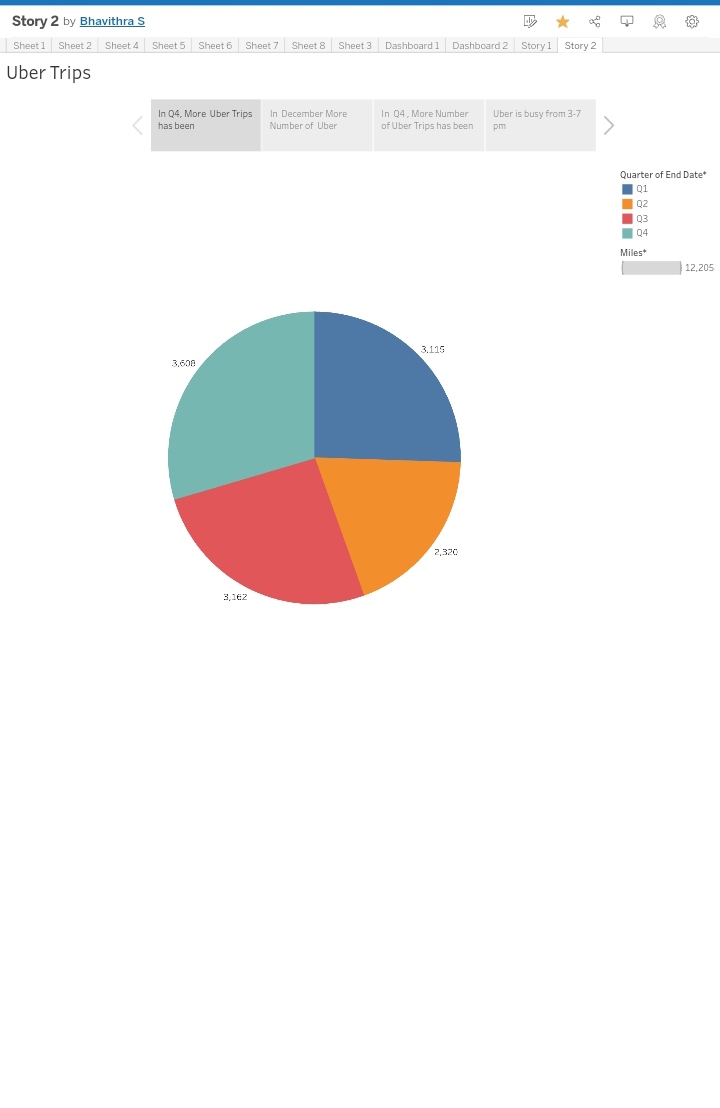 Story 2 by Bhavithra S
Sheet 1 Sheet 2 Sheet 4 Sheet 5 Sheet 6 Sheet 7 Sheet 8 Sheet 3 Dashboard 1 Dashboard 2 Story 1 Story 2
Uber Trips
In Q4, More Uber Trips
has been
In December More
Number of Uber
In Q4 , More Number
of Uber Trips has been
Uber is busy from 3-7
pm
Quarter of End Date*
Q1
Q2
Q3
Q4
Miles*
12,205
3,115
3,608
2,320
3,162